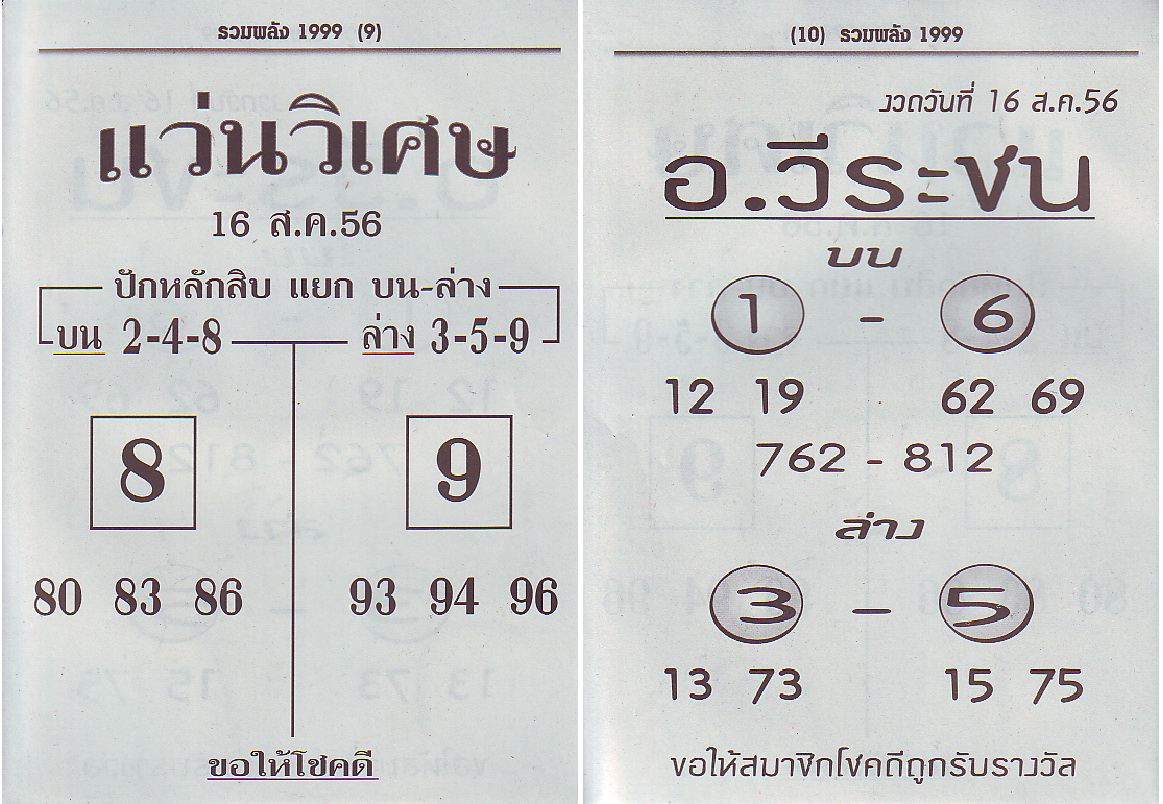 รวมพลัง 1999 (9)
แว่นวิเศษ
16 ส.ค.56
ปักหลักสิบ แยก บน-ล่าง
บน 2-4-8 ล่าง 3-5-9
8 9
80 83 86 93 94 96
ขอให้โชคดี
(10) รวมพลัง 1999
งวดวันที่ 16 ส.ค.56
อ.วีระชน
บน
1 - 6
12 19 62 69
762 - 812
ล่าง
3 - 5
13 73 15 75
ขอให้สมาชิกโชคดีถูกรับรางวัล